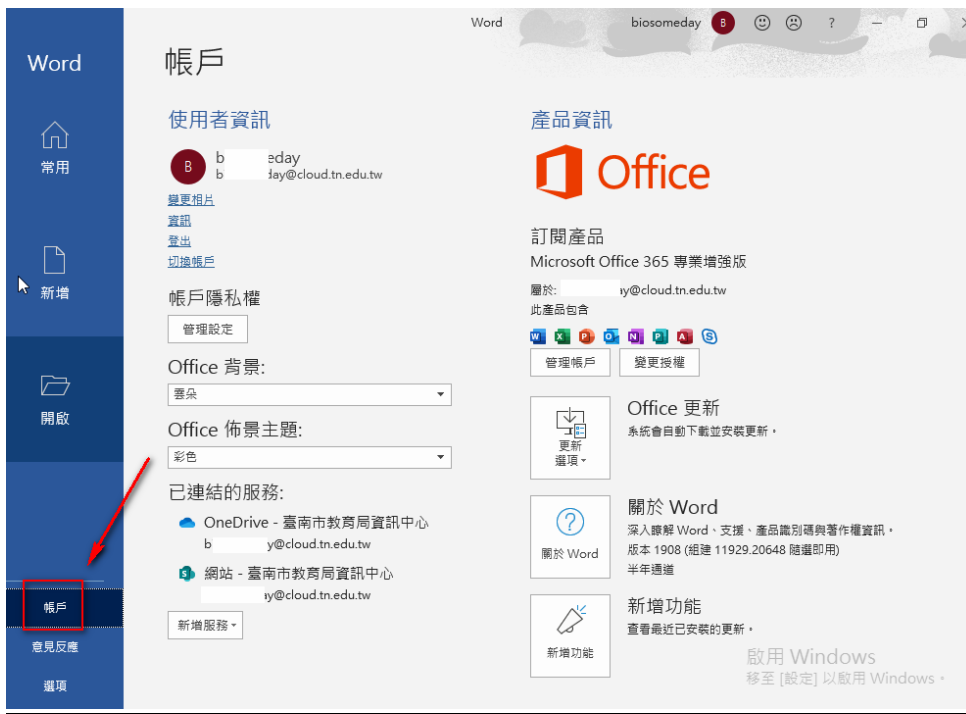 Word
biosomeday
B
?
Word
常用
新增
開啟
帳戶
意見反應
選項
帳戶
使用者資訊
B
b eday
b day@cloud.tn.edu.tw
變更相片
資訊
登出
切換帳戶
帳戶隱私權
管理設定
Office 背景:
雲朵
Office 佈景主題:
彩色
已連結的服務:
OneDrive - 臺南市教育局資訊中心
b y@cloud.tn.edu.tw
網站 - 臺南市教育局資訊中心
ay@cloud.tn.edu.tw
新增服務
產品資訊
Office
訂閱產品
Microsoft Office 365 專業增強版
屬於: ay@cloud.tn.edu.tw
此產品包含
管理帳戶
變更授權
更新
選項
Office 更新
系統會自動下載並安裝更新。
關於 Word
關於 Word
深入瞭解 Word、支援、產品識別碼與著作權資訊。
版本 1908 (組建 11929.20648 隨選即用)
半年通道
新增功能
新增功能
查看最近已安裝的更新。
啟用 Windows
移至 [設定] 以啟用 Windows。